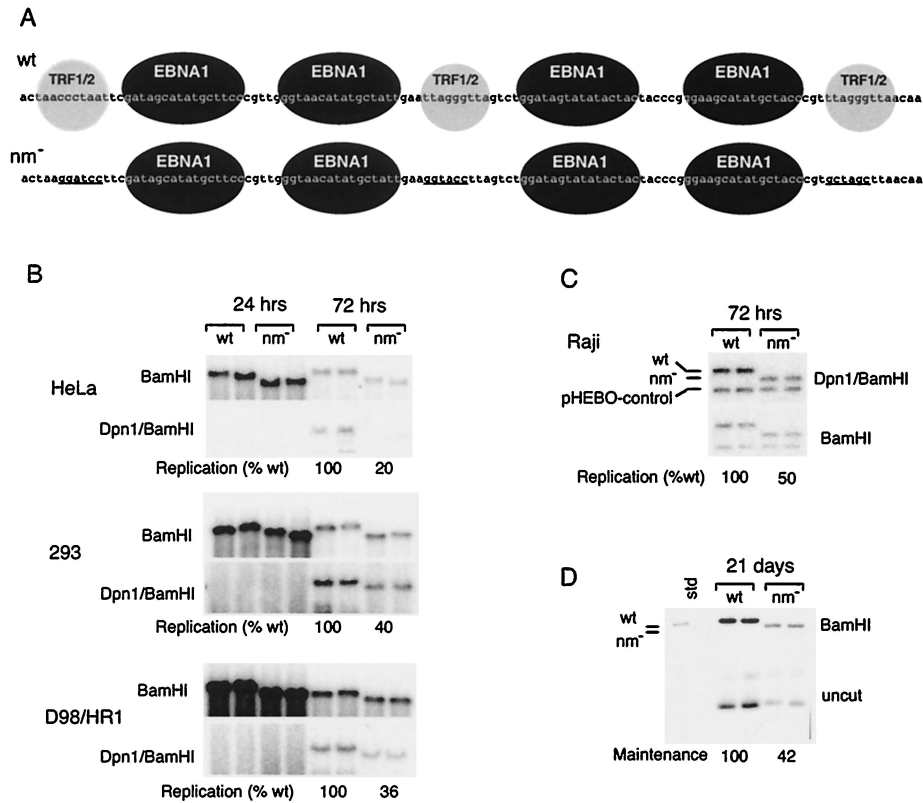 A
wt
TRF1/2 EBNA1 EBNA1 TRF1/2 EBNA1 EBNA1 TRF1/2
actaaccctaattcgatagcatatgcttcccgttgggtaacatatgctattgaattagggttagtctggatagtatatactactacccgggaagcatatgctacccgtttagggttaacaa
nm-
EBNA1 EBNA1 EBNA1 EBNA1
actaaggatccttcgatagcatatgcttcccgttgggtaacatatgctattgaaggtaccttagtctggatagtatatactactacccgggaagcatatgctacccgtgctagcttaacaa
B
24 hrs 72 hrs
wt nm- wt nm-
HeLa
BamHI
Dpn1/BamHI
Replication (% wt) 100 20
293
BamHI
Dpn1/BamHI
Replication (% wt) 100 40
D98/HR1
BamHI
Dpn1/BamHI
Replication (% wt) 100 36
C
72 hrs
Raji
wt nm-
wt
nm-
pHEBO-control
Dpn1/BamHI
BamHI
Replication (%wt) 100 50
D
21 days
std wt nm-
wt
nm-
BamHI
uncut
Maintenance 100 42